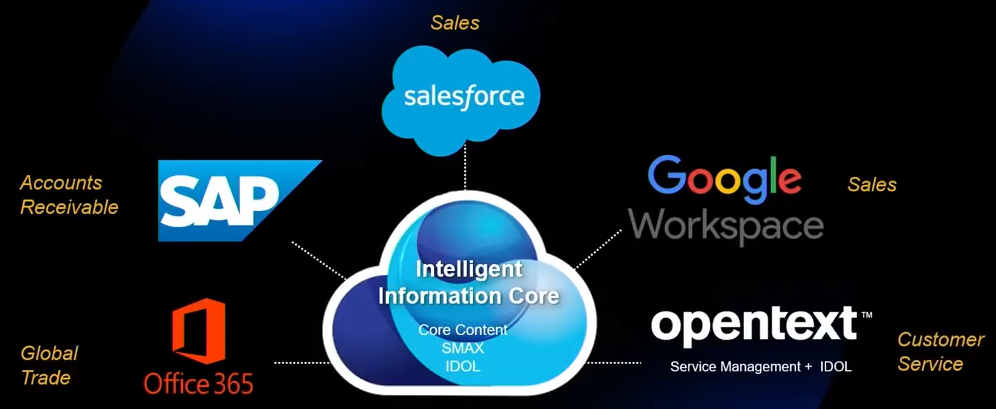 Sales
salesforce
Accounts
Receivable
SAP
Google
Workspace
Sales
Intelligent
Information Core
Core Content
SMAX
IDOL
Global
Trade
Office 365
opentext™
Service Management + IDOL
Customer
Service